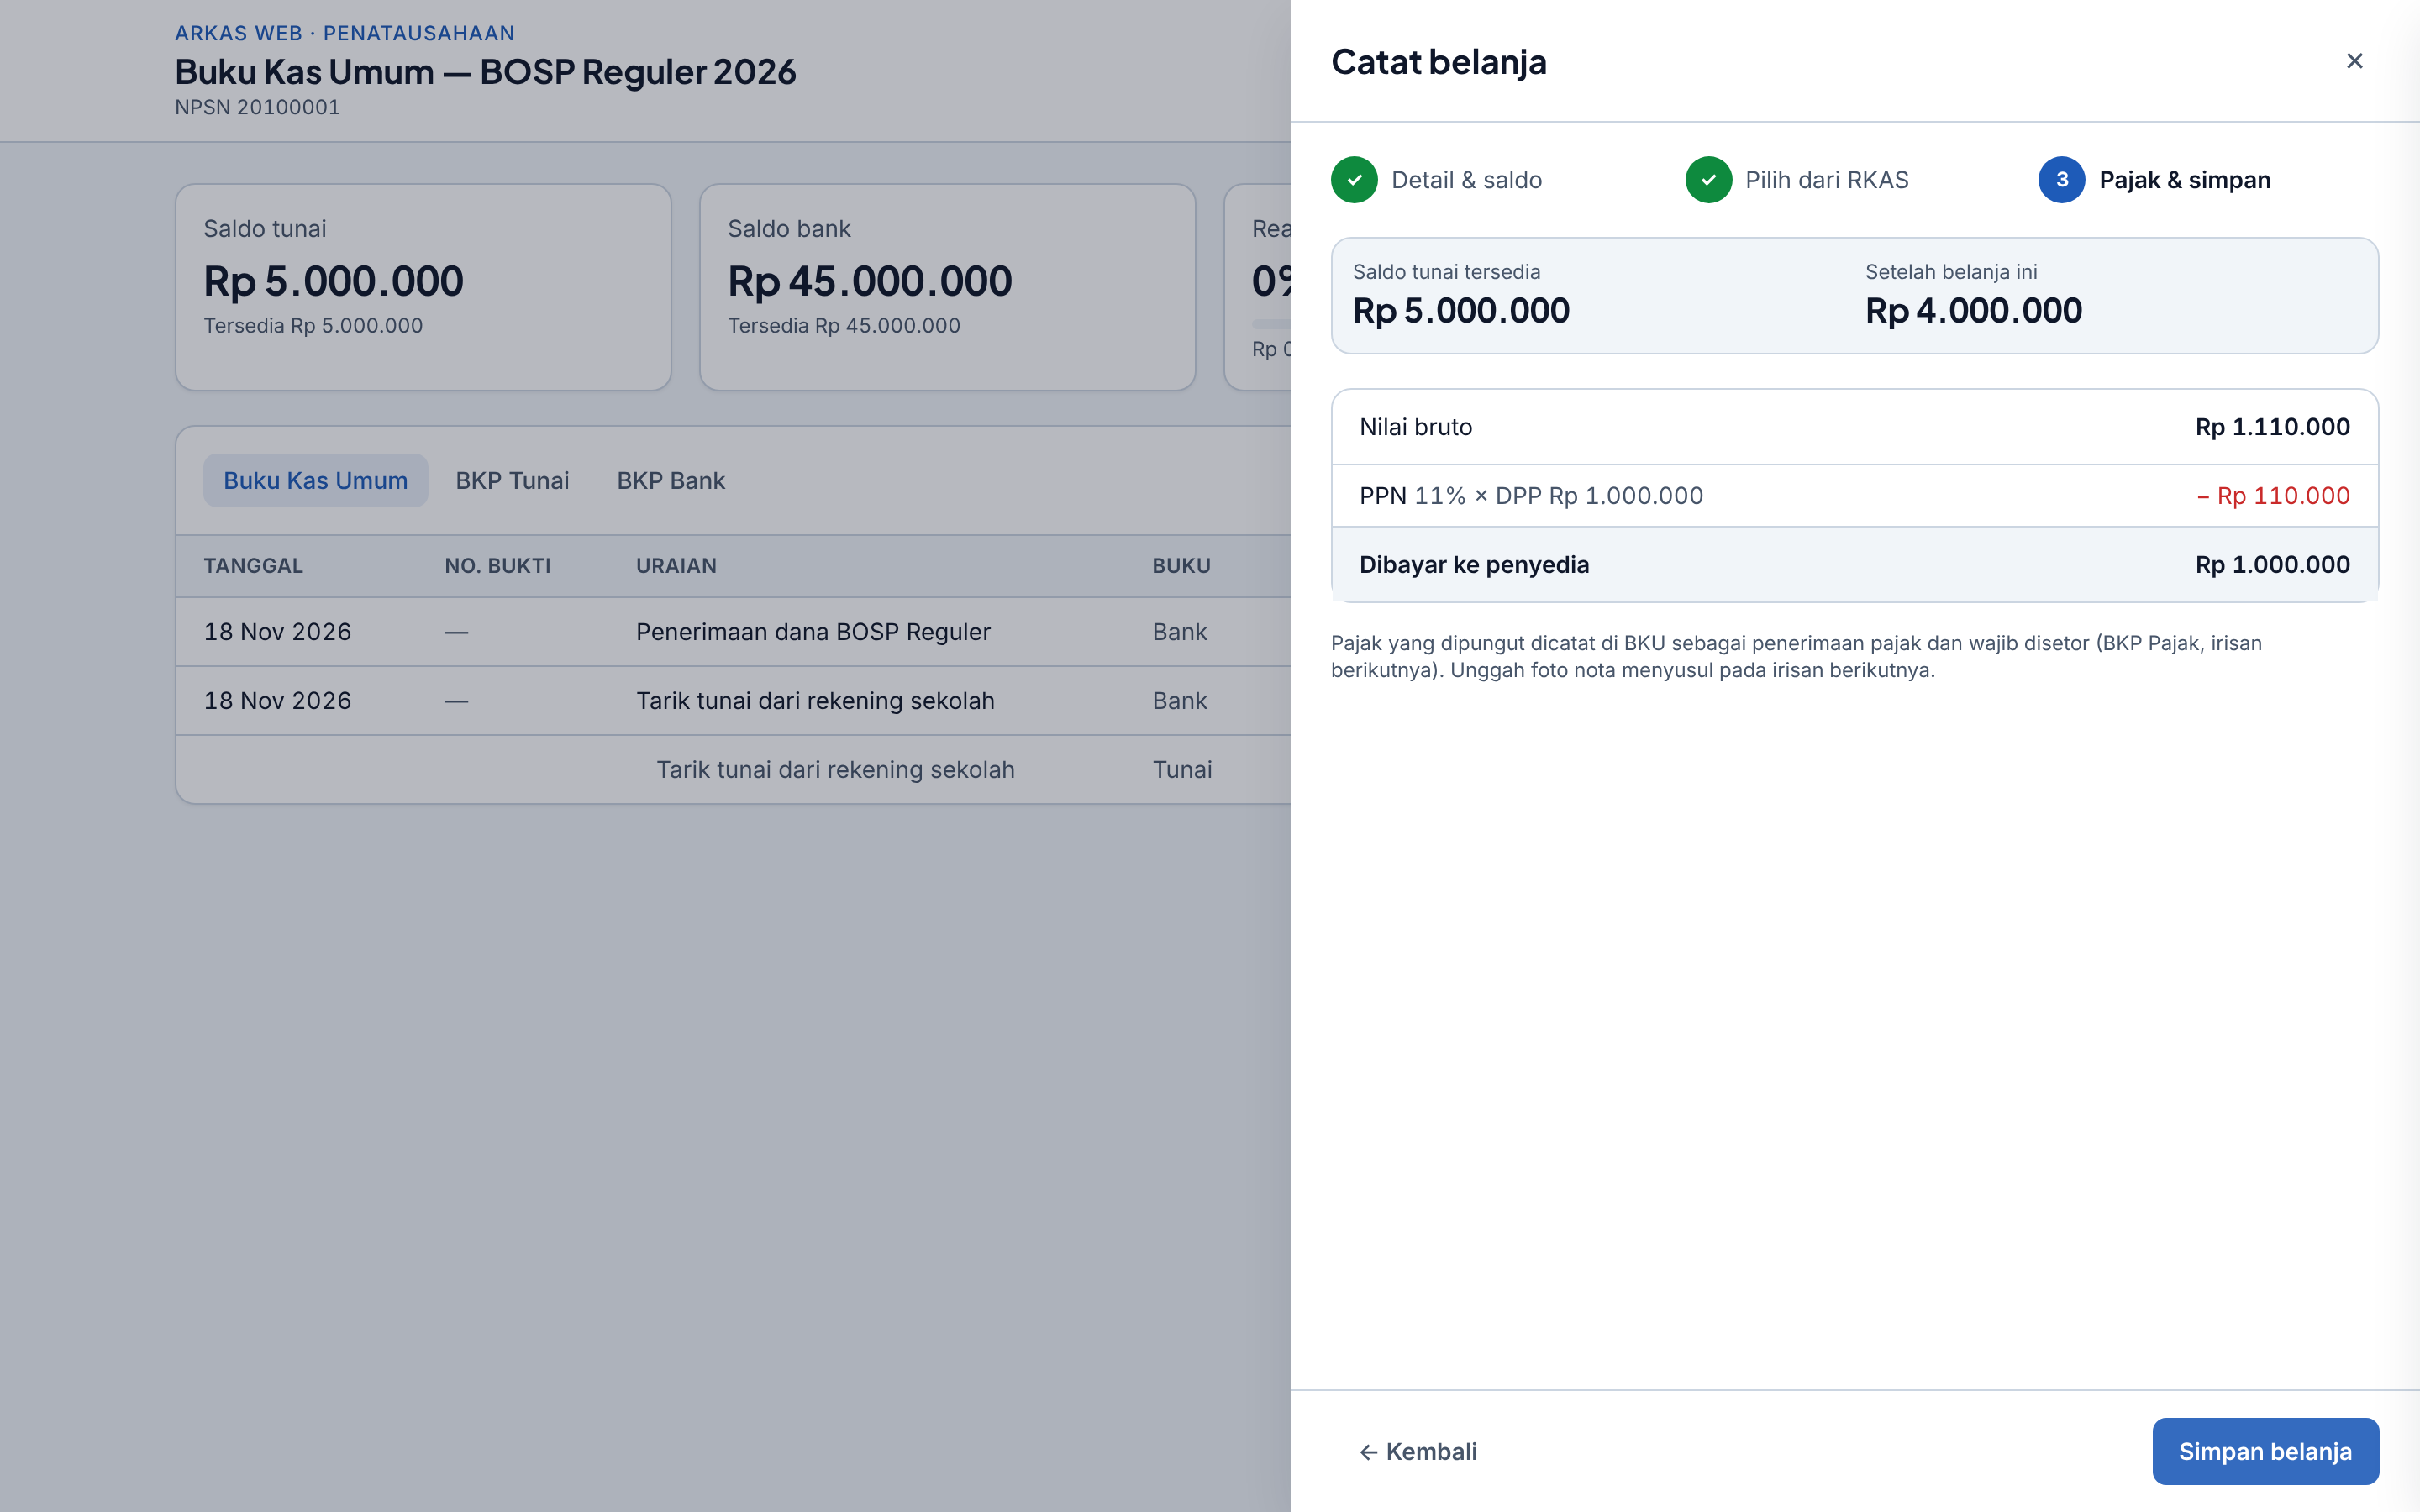 ARKAS WEB · PENATAUSAHAAN
Buku Kas Umum — BOSP Reguler 2026
NPSN 20100001
Saldo tunai
Rp 5.000.000
Tersedia Rp 5.000.000
Saldo bank
Rp 45.000.000
Tersedia Rp 45.000.000
Buku Kas Umum BKP Tunai BKP Bank
TANGGAL NO. BUKTI URAIAN BUKU
18 Nov 2026 — Penerimaan dana BOSP Reguler Bank
18 Nov 2026 — Tarik tunai dari rekening sekolah Bank
Tarik tunai dari rekening sekolah Tunai
Catat belanja
Detail & saldo
Pilih dari RKAS
3 Pajak & simpan
Saldo tunai tersedia
Rp 5.000.000
Setelah belanja ini
Rp 4.000.000
Nilai bruto Rp 1.110.000
PPN 11% × DPP Rp 1.000.000 − Rp 110.000
Dibayar ke penyedia Rp 1.000.000
Pajak yang dipungut dicatat di BKU sebagai penerimaan pajak dan wajib disetor (BKP Pajak, irisan
berikutnya). Unggah foto nota menyusul pada irisan berikutnya.
← Kembali
Simpan belanja